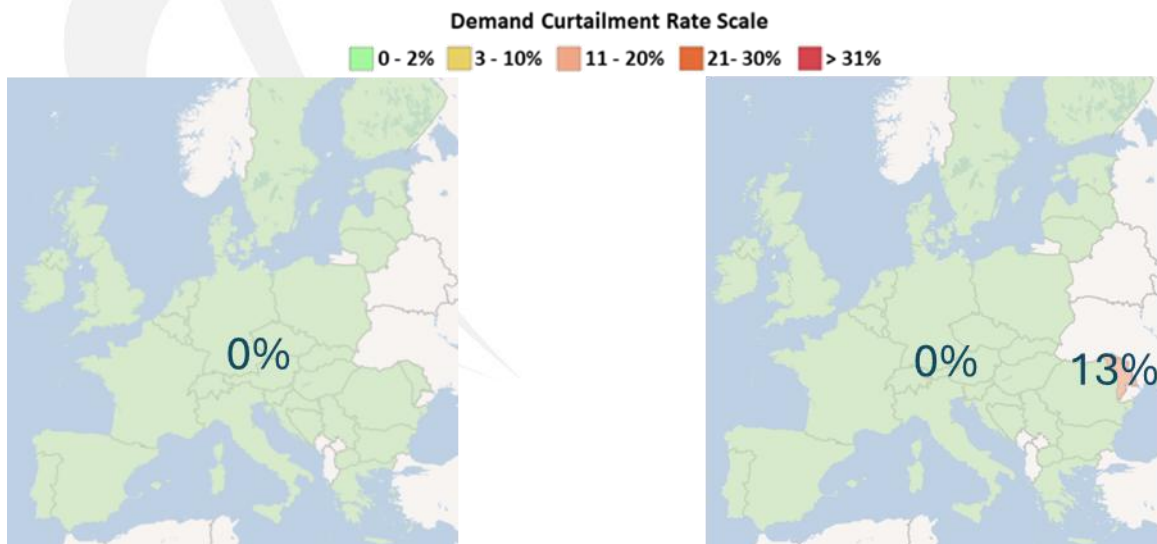 Demand Curtailment Rate Scale
0 - 2% 3 - 10% 11 - 20% 21- 30% > 31%
0%
0%
13%